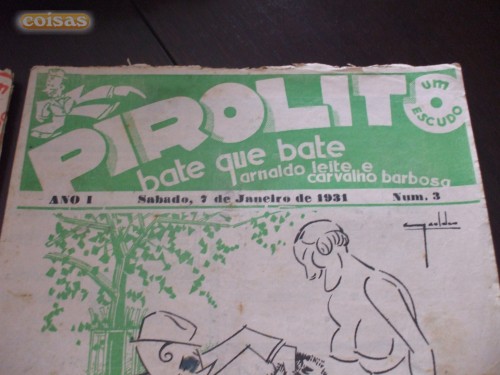 coisas
PIROLITO
UM
ESCUDO
bate que bate
arnaldo leite e
carvalho barbosa
ANO I Sabado, 7 de Janeiro de 1931 Num. 3